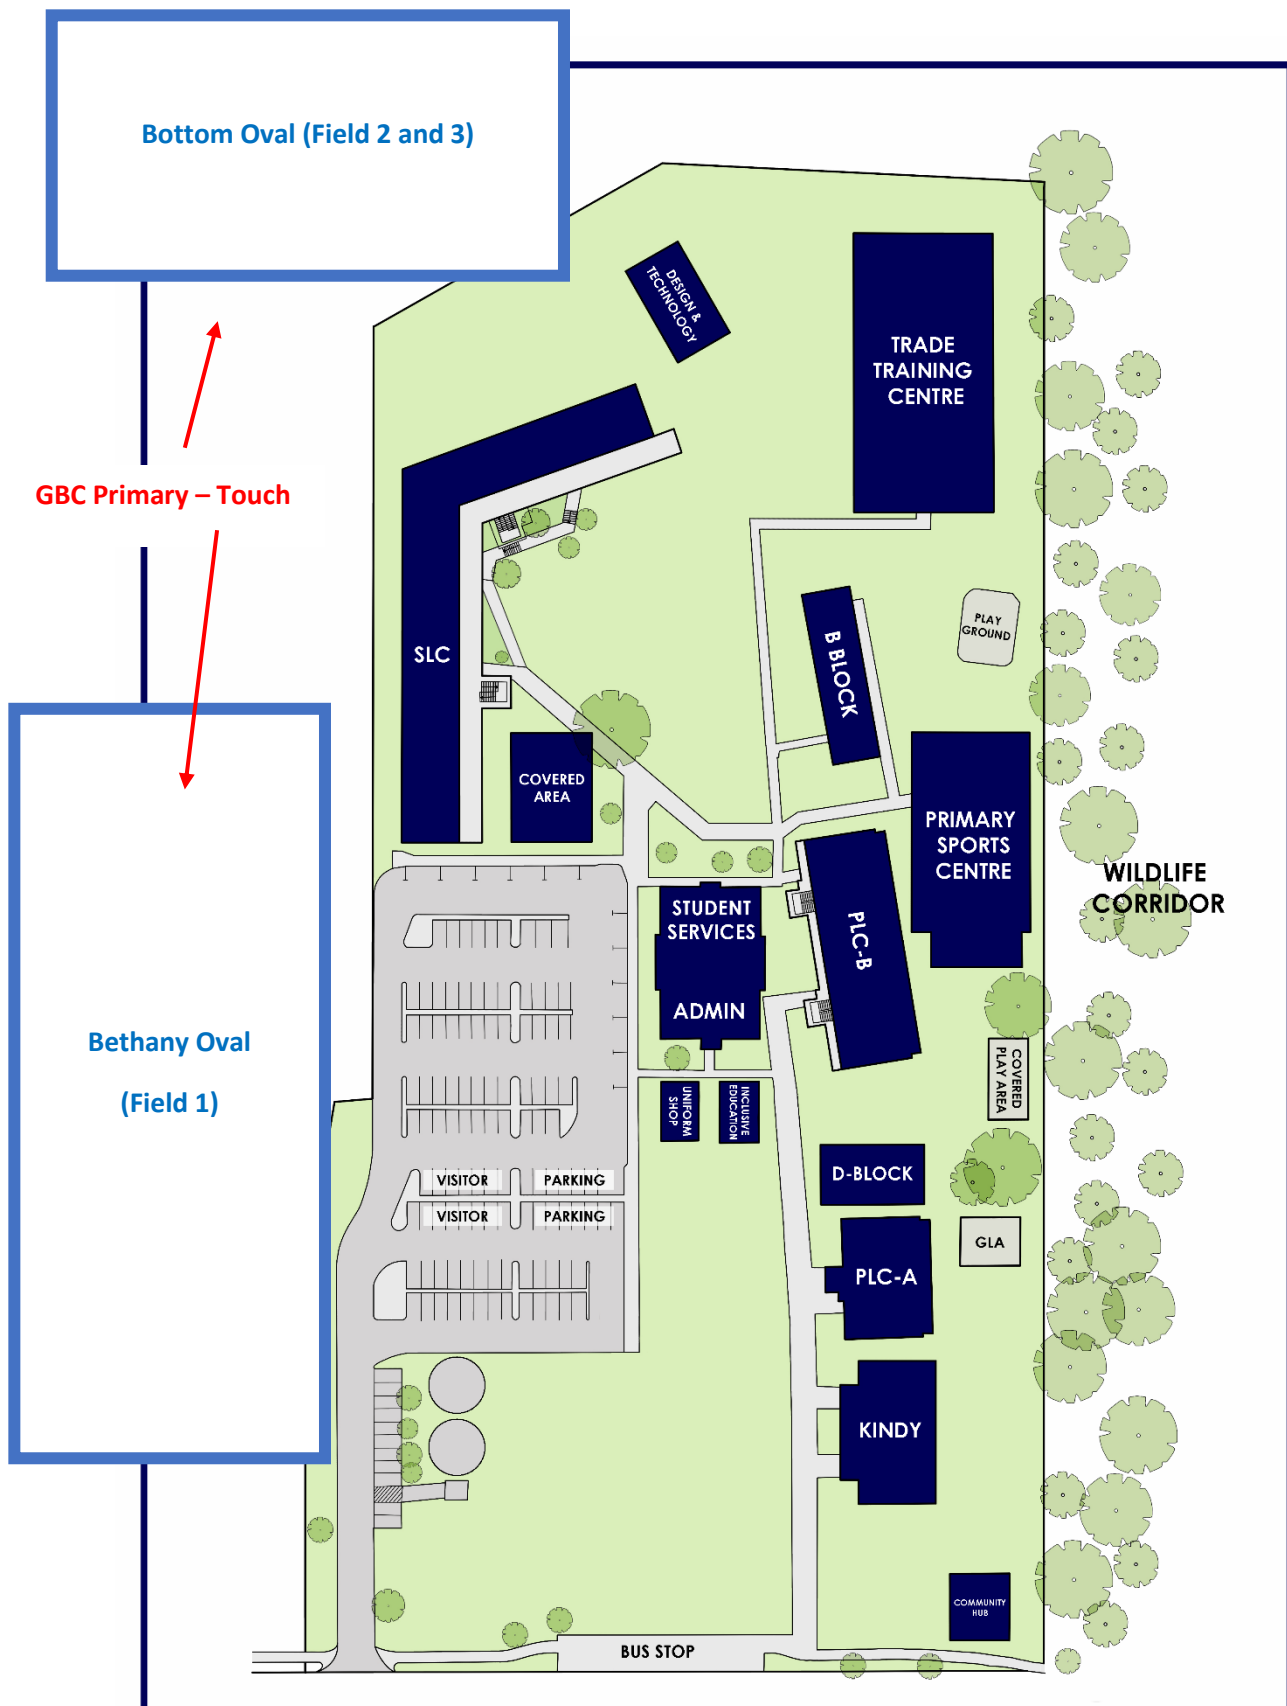 Bottom Oval (Field 2 and 3)
DESIGN &
TECHNOLOGY
TRADE
TRAINING
CENTRE
GBC Primary – Touch
PLAY
GROUND
B BLOCK
SLC
COVERED
AREA
PRIMARY
SPORTS
CENTRE
WILDLIFE
CORRIDOR
STUDENT
SERVICES
ADMIN
PLC-B
Bethany Oval
(Field 1)
COVERED
PLAY AREA
UNIFORM
SHOP
INCLUSIVE
EDUCATION
D-BLOCK
VISITOR PARKING
VISITOR PARKING
GLA
PLC-A
KINDY
COMMUNITY
HUB
BUS STOP